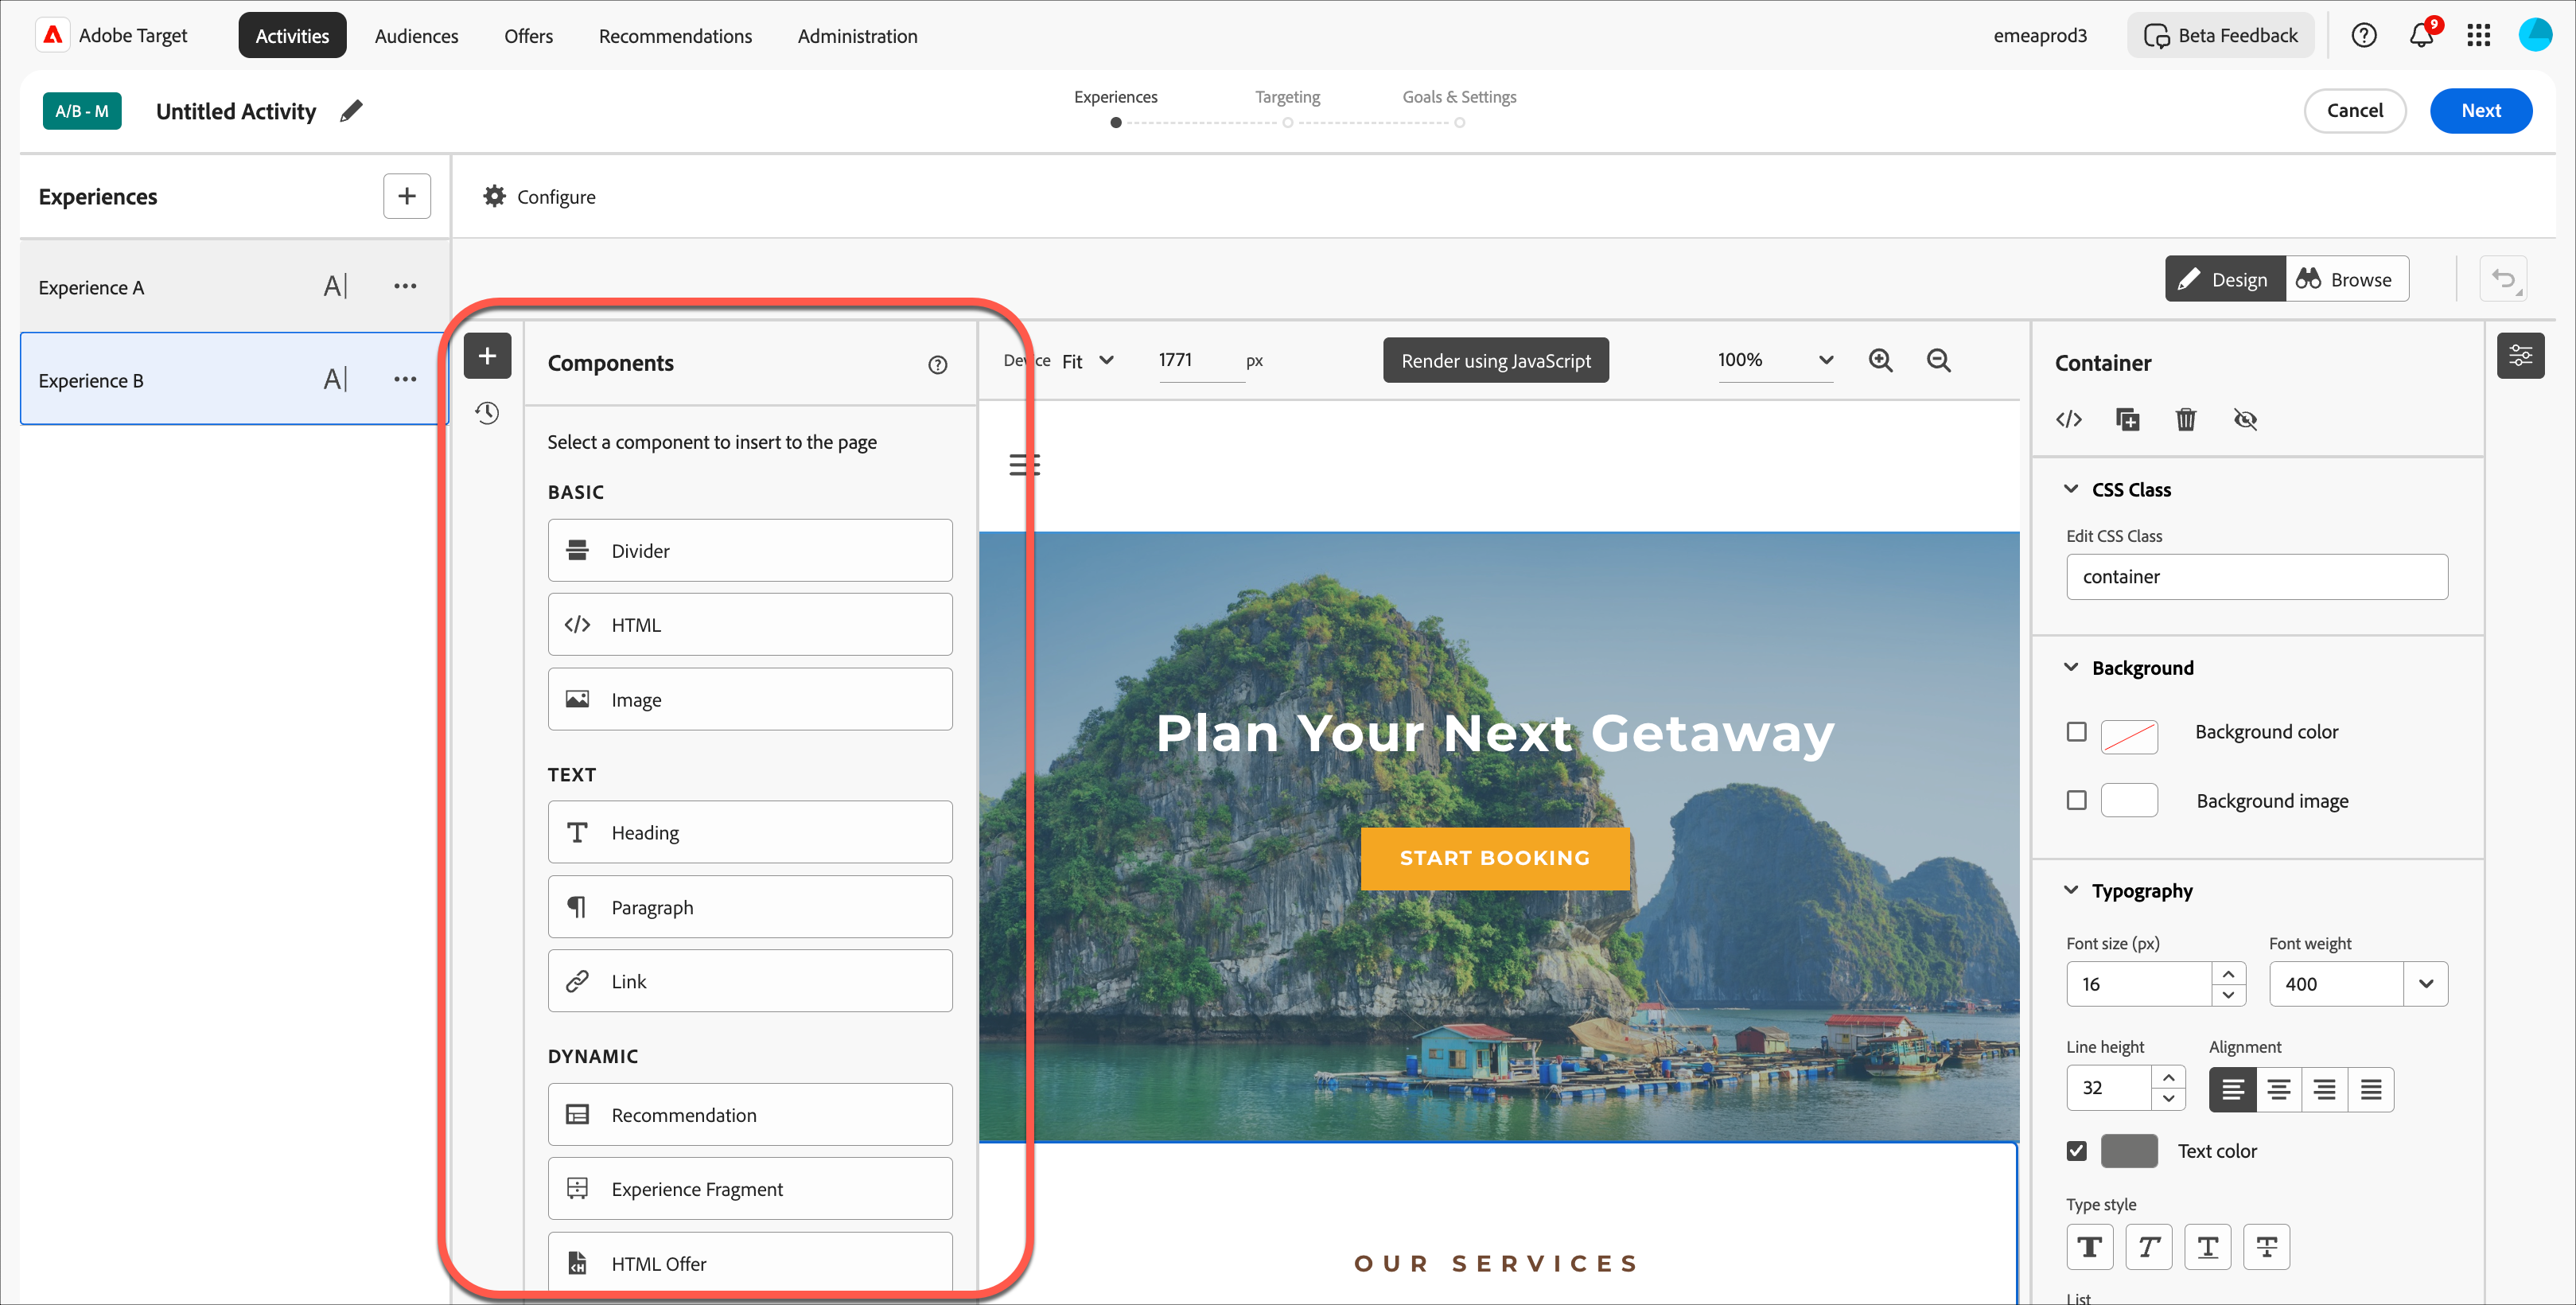 Adobe Target
Activities
Audiences
Offers
Recommendations
Administration
emeaprod3
Beta Feedback
9
A/B - M
Untitled Activity
Experiences
Targeting
Goals & Settings
Cancel
Next
Experiences
Configure
Experience A
Experience B
Design
Browse
Components
Select a component to insert to the page
BASIC
Divider
HTML
Image
TEXT
Heading
Paragraph
Link
DYNAMIC
Recommendation
Experience Fragment
HTML Offer
Device
Fit
1771
px
Render using JavaScript
100%
Plan Your Next Getaway
START BOOKING
OUR SERVICES
Container
CSS Class
Edit CSS Class
container
Background
Background color
Background image
Typography
Font size (px)
Font weight
16
400
Line height
Alignment
32
Text color
Type style
List